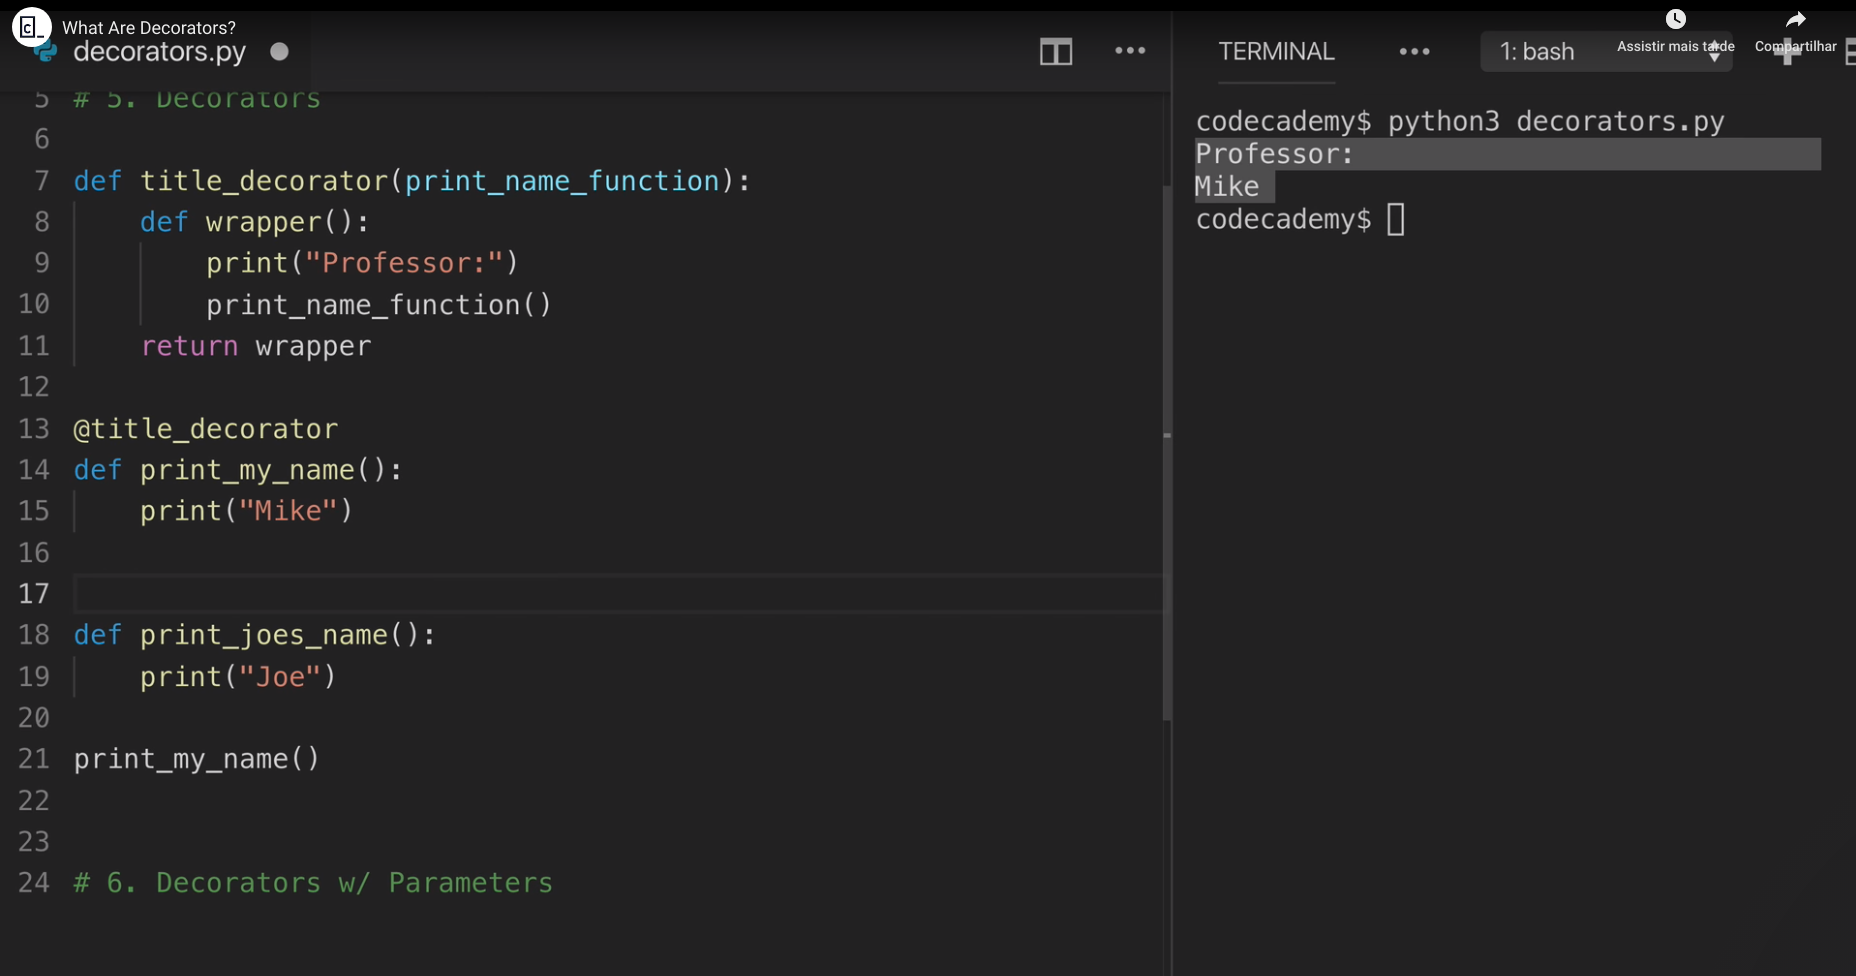 What Are Decorators?
decorators.py
TERMINAL
1: bash
Assistir mais tarde
Compartilhar
5 # 5. Decorators
6
7 def title_decorator(print_name_function):
8     def wrapper():
9         print("Professor:")
10         print_name_function()
11     return wrapper
12
13 @title_decorator
14 def print_my_name():
15     print("Mike")
16
17
18 def print_joes_name():
19     print("Joe")
20
21 print_my_name()
22
23
24 # 6. Decorators w/ Parameters
codecademy$ python3 decorators.py
Professor:
Mike
codecademy$